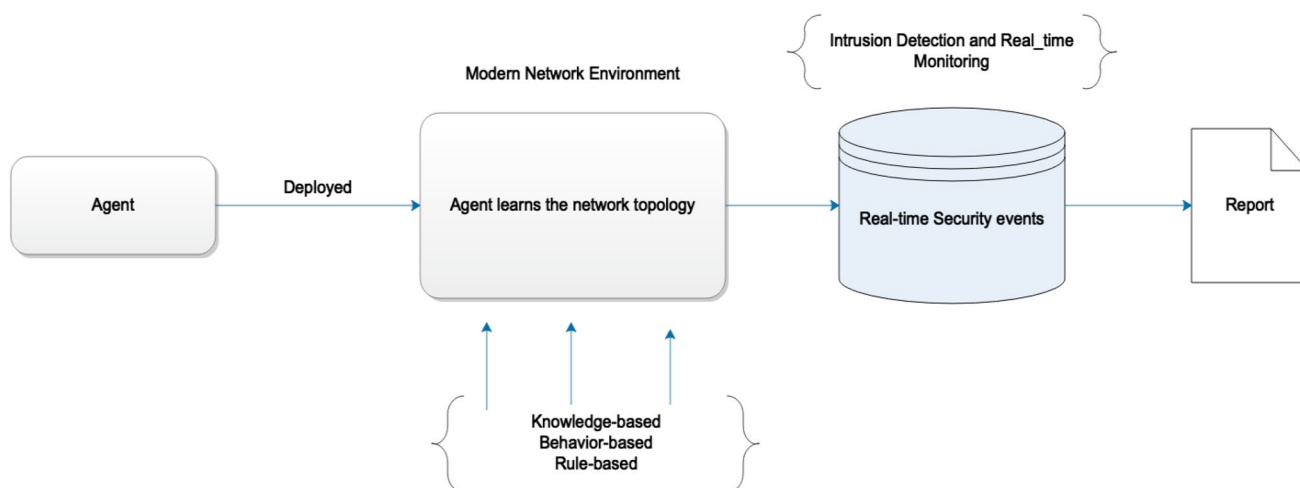 Intrusion Detection and Real_time
Monitoring
Modern Network Environment
Agent
Deployed
Agent learns the network topology
Real-time Security events
Report
Knowledge-based
Behavior-based
Rule-based